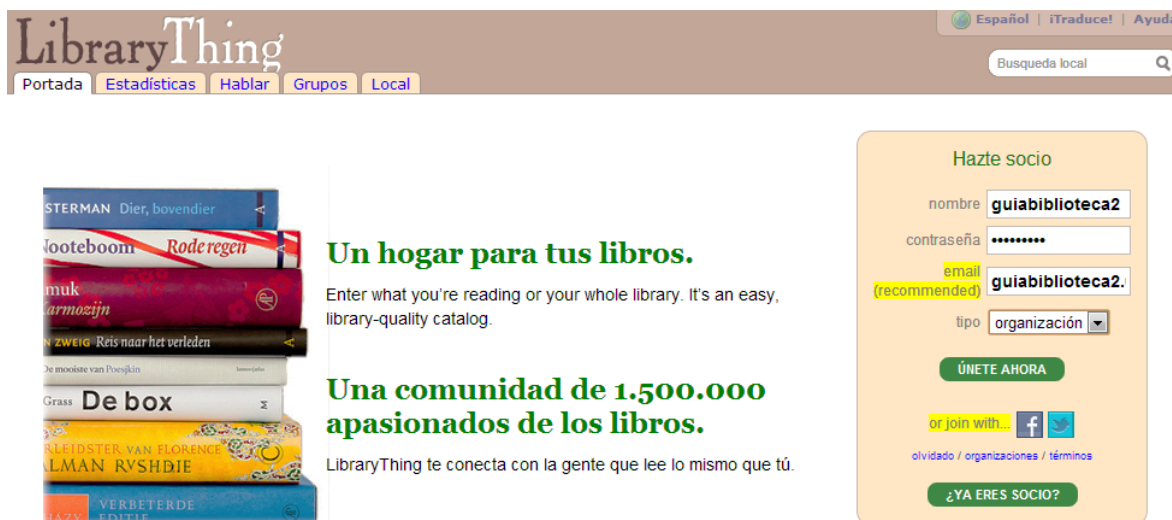 Español | ¡Traduce! | Ayuda
LibraryThing
Busqueda local
Portada Estadísticas Hablar Grupos Local
STERMAN Dier, bovendier
Nooteboom Rode regen
muk
armozijn
ZWEIG Reis naar het verleden
De mooiste van Poesjkin
Grass De box
RLEIDSTER VAN FLORENCE
LMAN RVSHDIE
VERBETERDE
HAZY EDITIE
Un hogar para tus libros.
Enter what you're reading or your whole library. It's an easy,
library-quality catalog.
Una comunidad de 1.500.000
apasionados de los libros.
LibraryThing te conecta con la gente que lee lo mismo que tú.
Hazte socio
nombre guiabiblioteca2
contraseña •••••••••
email
(recommended) guiabiblioteca2.
tipo organización
ÚNETE AHORA
or join with...
olvidado / organizaciones / términos
¿YA ERES SOCIO?